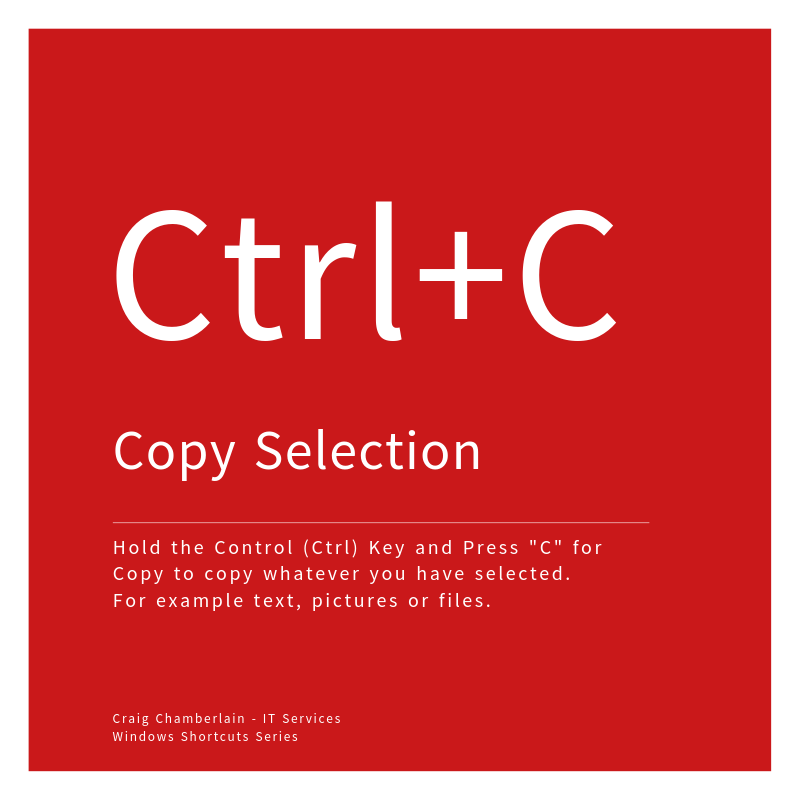 Ctrl+C
Copy Selection
Hold the Control (Ctrl) Key and Press "C" for
Copy to copy whatever you have selected.
For example text, pictures or files.
Craig Chamberlain - IT Services
Windows Shortcuts Series